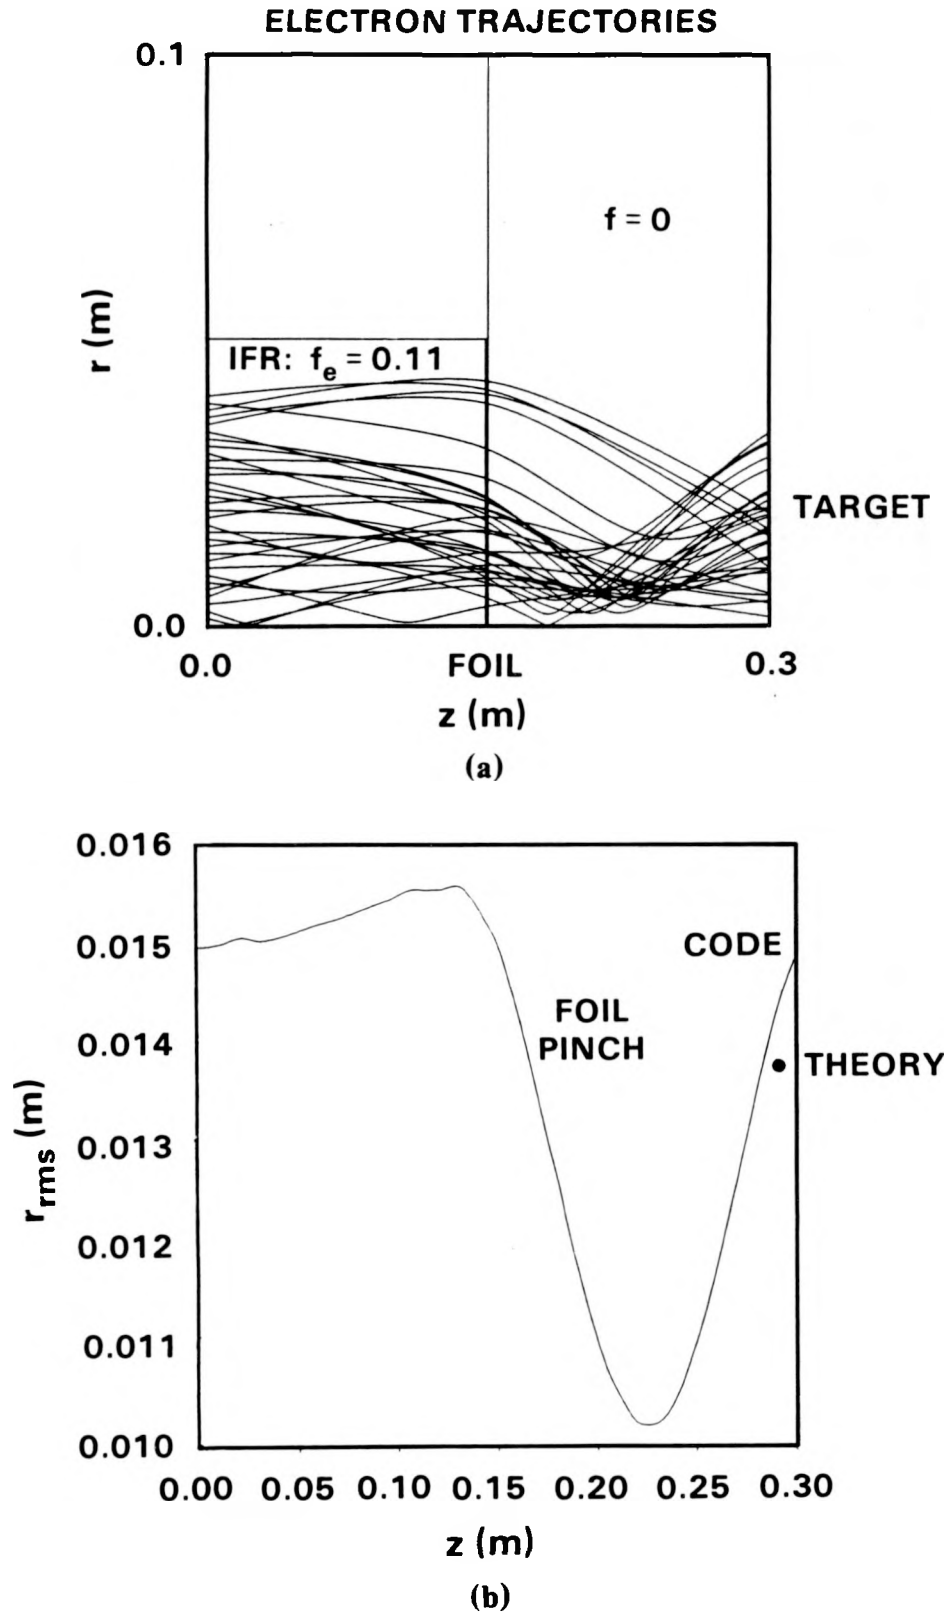 ELECTRON TRAJECTORIES
0.1
f = 0
r (m)
IFR: fe = 0.11
TARGET
0.0
0.0 FOIL 0.3
z (m)
(a)
0.016
0.015
CODE
0.014
FOIL
PINCH
THEORY
rrms (m)
0.013
0.012
0.011
0.010
0.00 0.05 0.10 0.15 0.20 0.25 0.30
z (m)
(b)